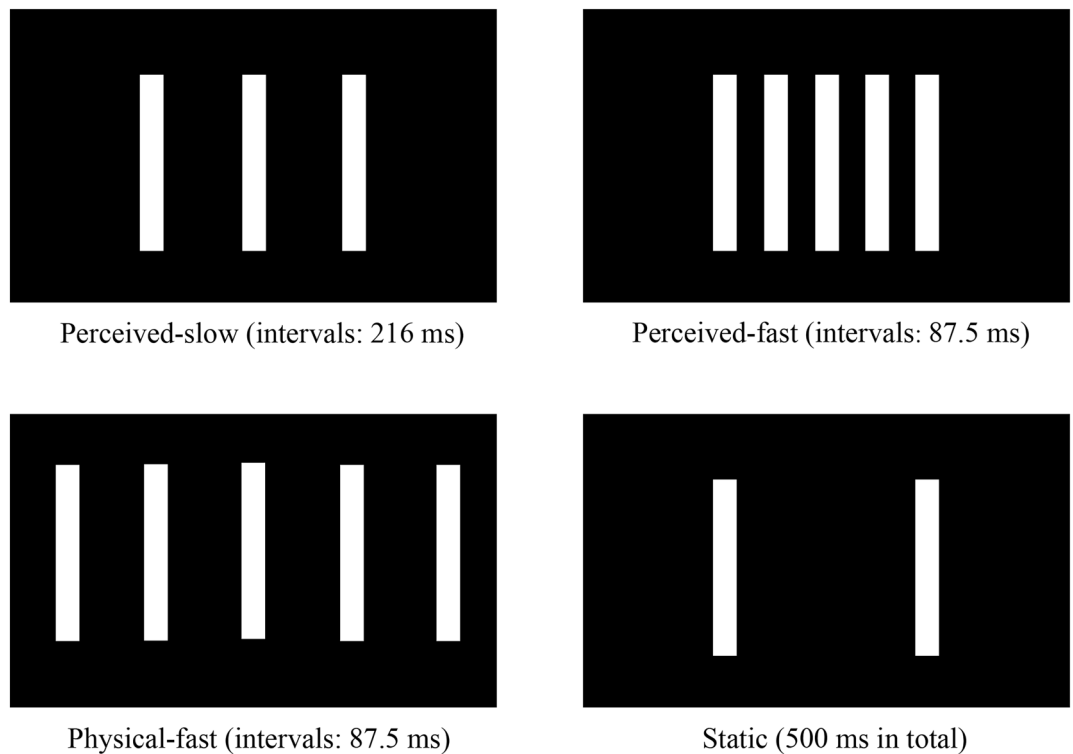 Perceived-slow (intervals: 216 ms)
Perceived-fast (intervals: 87.5 ms)
Physical-fast (intervals: 87.5 ms)
Static (500 ms in total)